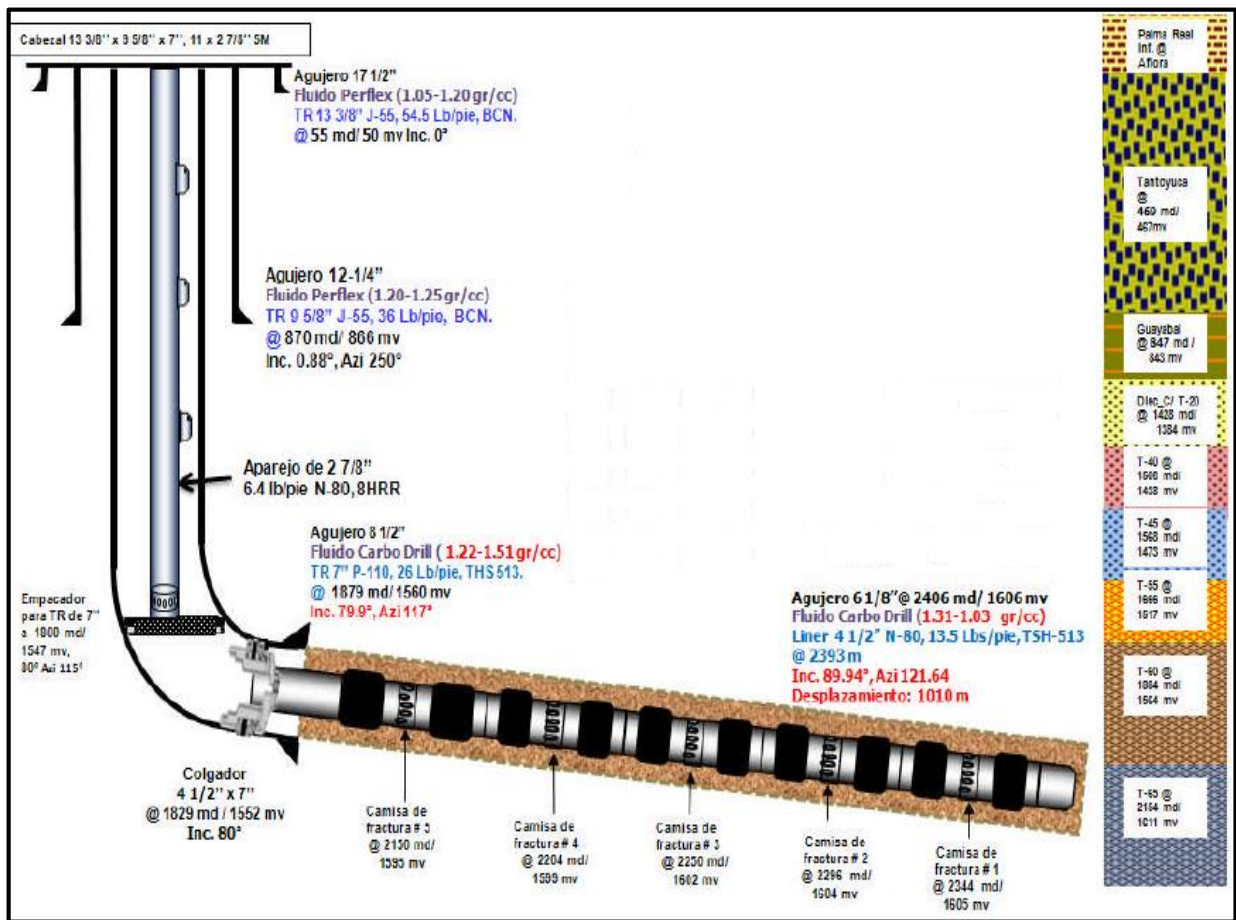 Cabezal 13 3/8" x 9 5/8" x 7", 11 x 2 7/8" 5M
Agujero 17 1/2"
Fluido Perflex (1.05-1.20 gr/cc)
TR 13 3/8" J-55, 54.5 Lb/pie, BCN.
@ 55 md/ 50 mv Inc. 0°
Agujero 12-1/4"
Fluido Perflex (1.20-1.25 gr/cc)
TR 9 5/8" J-55, 36 Lb/pie, BCN.
@ 870 md/ 866 mv
Inc. 0.88°, Azi 250°
Aparejo de 2 7/8"
6.4 lb/pie N-80, 8HRR
Agujero 8 1/2"
Fluido Carbo Drill ( 1.22-1.51 gr/cc)
TR 7" P-110, 26 Lb/pie, THS 513.
@ 1879 md/ 1560 mv
Inc. 79.9°, Azi 117°
Empacador
para TR de 7"
a 1800 md/
1547 mv,
80° Azi 115°
Agujero 6 1/8"@ 2406 md/ 1606 mv
Fluido Carbo Drill (1.31-1.03 gr/cc)
Liner 4 1/2" N-80, 13.5 Lbs/pie, TSH-513
@ 2393 m
Inc. 89.94°, Azi 121.64
Desplazamiento: 1010 m
Colgador
4 1/2" x 7"
@ 1829 md / 1552 mv
Inc. 80°
Camisa de
fractura # 5
@ 2130 md/
1595 mv
Camisa de
fractura # 4
@ 2204 md/
1599 mv
Camisa de
fractura # 3
@ 2250 md/
1602 mv
Camisa de
fractura # 2
@ 2296 md/
1604 mv
Camisa de
fractura # 1
@ 2344 md/
1605 mv
Palma Real
Inf. @
Aflora
Tantoyuca
@
469 md/
467mv
Guayabal
@ 847 md /
843 mv
Disc_C/ T-20
@ 1428 md/
1384 mv
T-40 @
md/
1438 mv
T-45 @
1568 md/
1473 mv
T-55 @
md/
mv
T-60 @
md/
1564 mv
T-65 @
md/
1611 mv